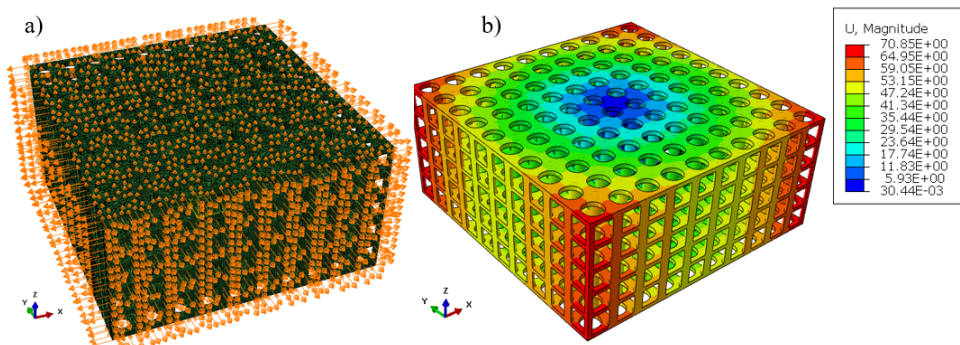 a)
b)
U, Magnitude
70.85E+00
64.95E+00
59.05E+00
53.15E+00
47.24E+00
41.34E+00
35.44E+00
29.54E+00
23.64E+00
17.74E+00
11.83E+00
5.93E+00
30.44E-03
Z
Y
X
Z
Y
X